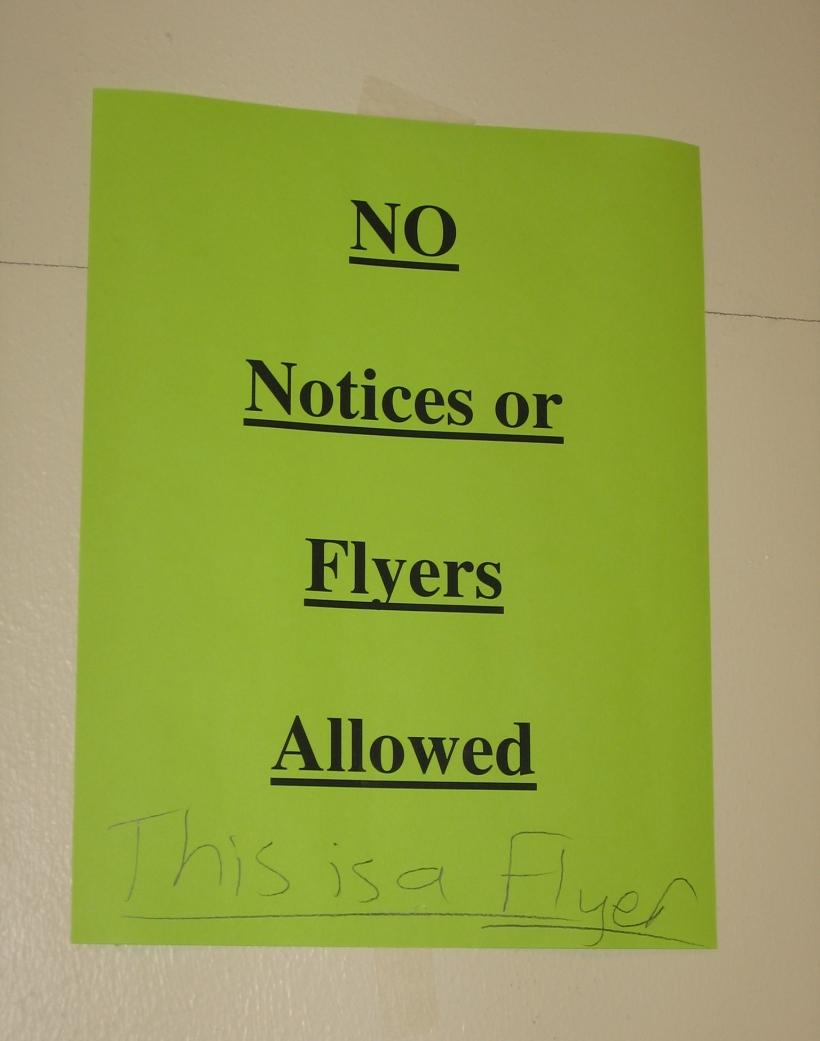 NO
Notices or
Flyers
Allowed
This is a Flyer